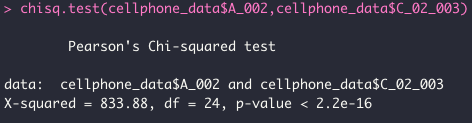 > chisq.test(cellphone_data$A_002,cellphone_data$C_02_003)
Pearson's Chi-squared test
data:  cellphone_data$A_002 and cellphone_data$C_02_003
X-squared = 833.88, df = 24, p-value < 2.2e-16